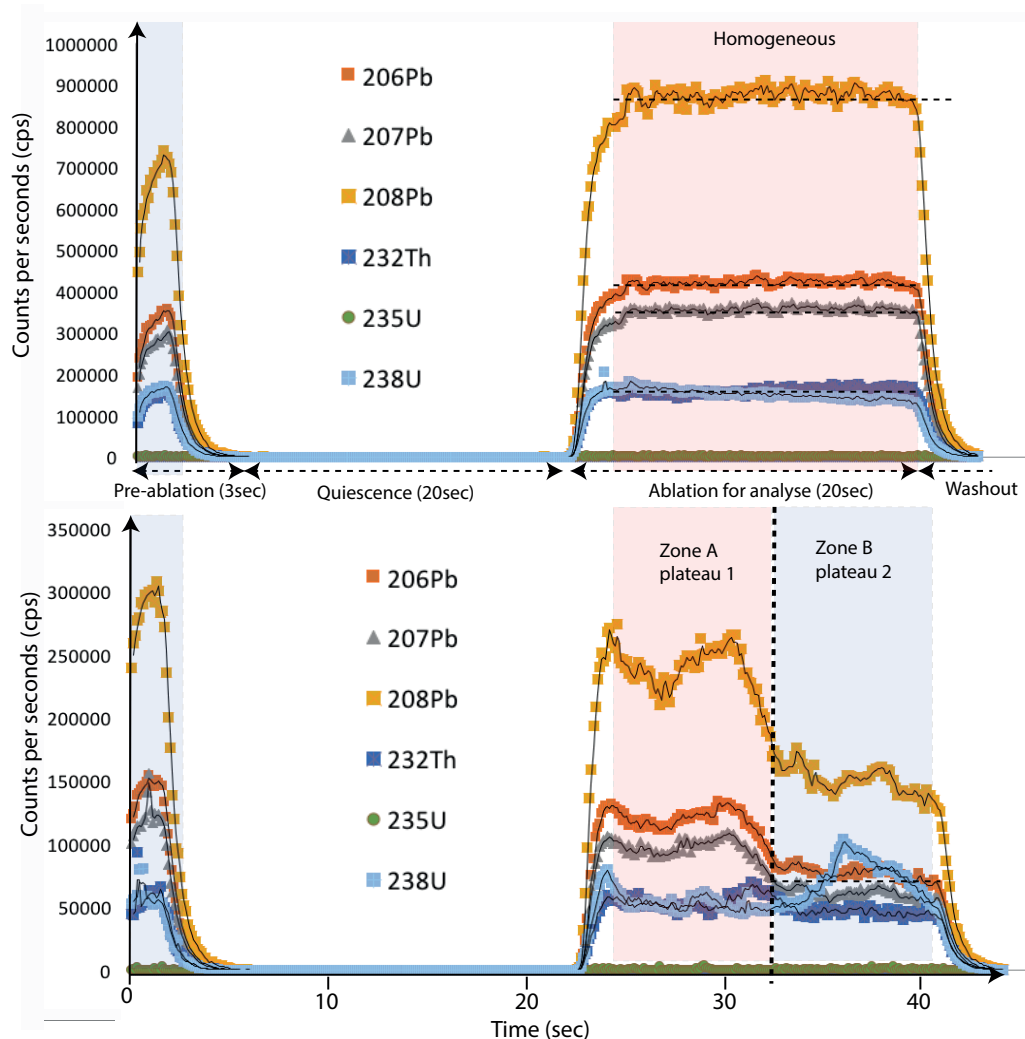 Counts per seconds (cps)
1000000
900000
800000
700000
600000
500000
400000
300000
200000
100000
0
206Pb
207Pb
208Pb
232Th
235U
238U
Homogeneous
Pre-ablation (3sec)
Quiescence (20sec)
Ablation for analyse (20sec)
Washout
Counts per seconds (cps)
350000
300000
250000
200000
150000
100000
50000
0
206Pb
207Pb
208Pb
232Th
235U
238U
Zone A
plateau 1
Zone B
plateau 2
0
10
20
30
40
Time (sec)